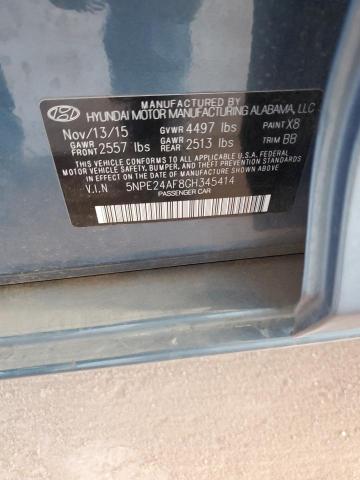 MANUFACTURED BY
HYUNDAI MOTOR MANUFACTURING ALABAMA, LLC
Nov/13/15 GVWR 4497 lbs PAINT X8
GAWR FRONT 2557 lbs GAWR REAR 2513 lbs TRIM BB
THIS VEHICLE CONFORMS TO ALL APPLICABLE U.S. FEDERAL
MOTOR VEHICLE SAFETY, BUMPER, AND THEFT PREVENTION STANDARDS
IN EFFECT ON THE DATE OF MANUFACTURE SHOWN ABOVE.
V.I.N 5NPE24AF8GH345414
PASSENGER CAR